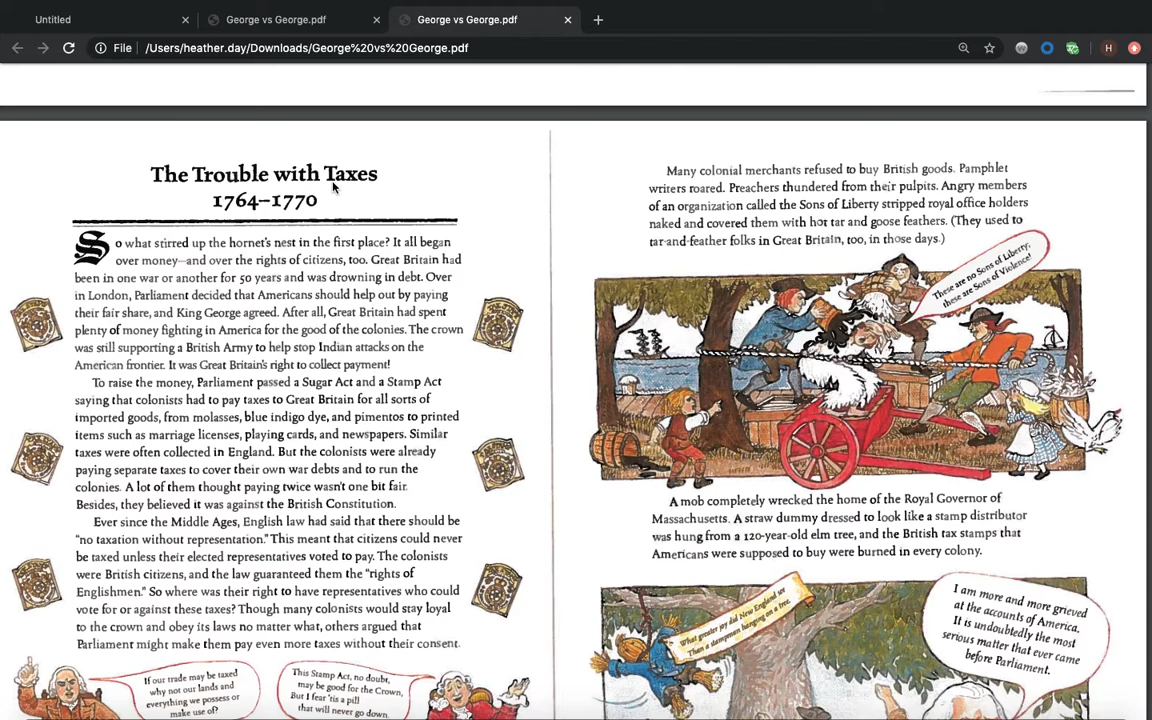 Untitled
George vs George.pdf
George vs George.pdf
File
/Users/heather.day/Downloads/George%20vs%20George.pdf
H
The Trouble with Taxes
1764–1770
So what stirred up the hornet's nest in the first place? It all began
over money—and over the rights of citizens, too. Great Britain had
been in one war or another for 50 years and was drowning in debt. Over
in London, Parliament decided that Americans should help out by paying
their fair share, and King George agreed. After all, Great Britain had spent
plenty of money fighting in America for the good of the colonies. The crown
was still supporting a British Army to help stop Indian attacks on the
American frontier. It was Great Britain's right to collect payment!
To raise the money, Parliament passed a Sugar Act and a Stamp Act
saying that colonists had to pay taxes to Great Britain for all sorts of
imported goods, from molasses, blue indigo dye, and pimentos to printed
items such as marriage licenses, playing cards, and newspapers. Similar
taxes were often collected in England. But the colonists were already
paying separate taxes to cover their own war debts and to run the
colonies. A lot of them thought paying twice wasn't one bit fair.
Besides, they believed it was against the British Constitution.
Ever since the Middle Ages, English law had said that there should be
"no taxation without representation." This meant that citizens could never
be taxed unless their elected representatives voted to pay. The colonists
were British citizens, and the law guaranteed them the "rights of
Englishmen." So where was their right to have representatives who could
vote for or against these taxes? Though many colonists would stay loyal
to the crown and obey its laws no matter what, others argued that
Parliament might make them pay even more taxes without their consent.
If our trade may be taxed
why not our lands and
everything we possess or
make use of?
This Stamp Act, no doubt,
may be good for the Crown,
But I fear 'tis a pill
that will never go down.
Many colonial merchants refused to buy British goods. Pamphlet
writers roared. Preachers thundered from their pulpits. Angry members
of an organization called the Sons of Liberty stripped royal office holders
naked and covered them with hot tar and goose feathers. (They used to
tar-and-feather folks in Great Britain, too, in those days.)
These are no Sons of Liberty;
these are Sons of Violence!
A mob completely wrecked the home of the Royal Governor of
Massachusetts. A straw dummy dressed to look like a stamp distributor
was hung from a 120-year-old elm tree, and the British tax stamps that
Americans were supposed to buy were burned in every colony.
What greater joy did New England see
Than a stampman hanging on a tree.
I am more and more grieved
at the accounts of America.
It is undoubtedly the most
serious matter that ever came
before Parliament.